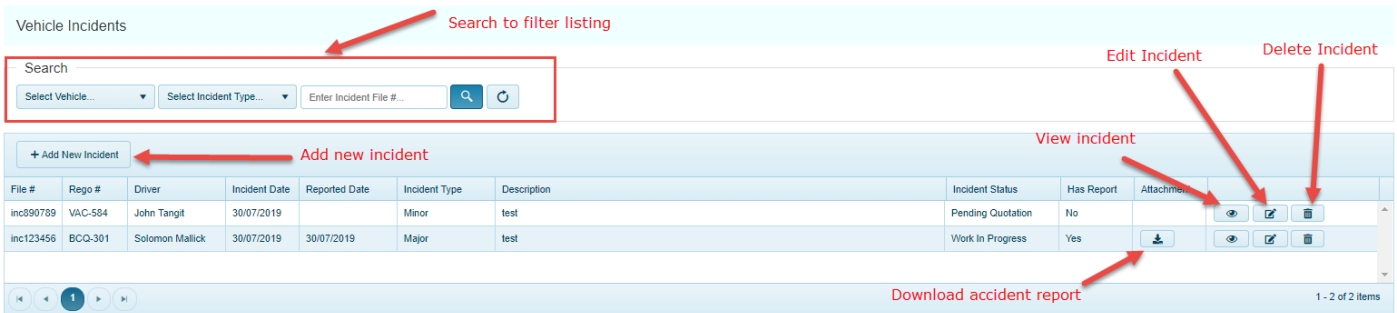 Vehicle Incidents
Search to filter listing
Edit Incident
Delete Incident
Search
Select Vehicle...
Select Incident Type...
Enter Incident File #...
View incident
+ Add New Incident
Add new incident
File # Rego # Driver Incident Date Reported Date Incident Type Description Incident Status Has Report Attachment
inc890789 VAC-584 John Tangit 30/07/2019 Minor test Pending Quotation No
inc123456 BCQ-301 Solomon Mallick 30/07/2019 30/07/2019 Major test Work In Progress Yes
Download accident report
1
1 - 2 of 2 items